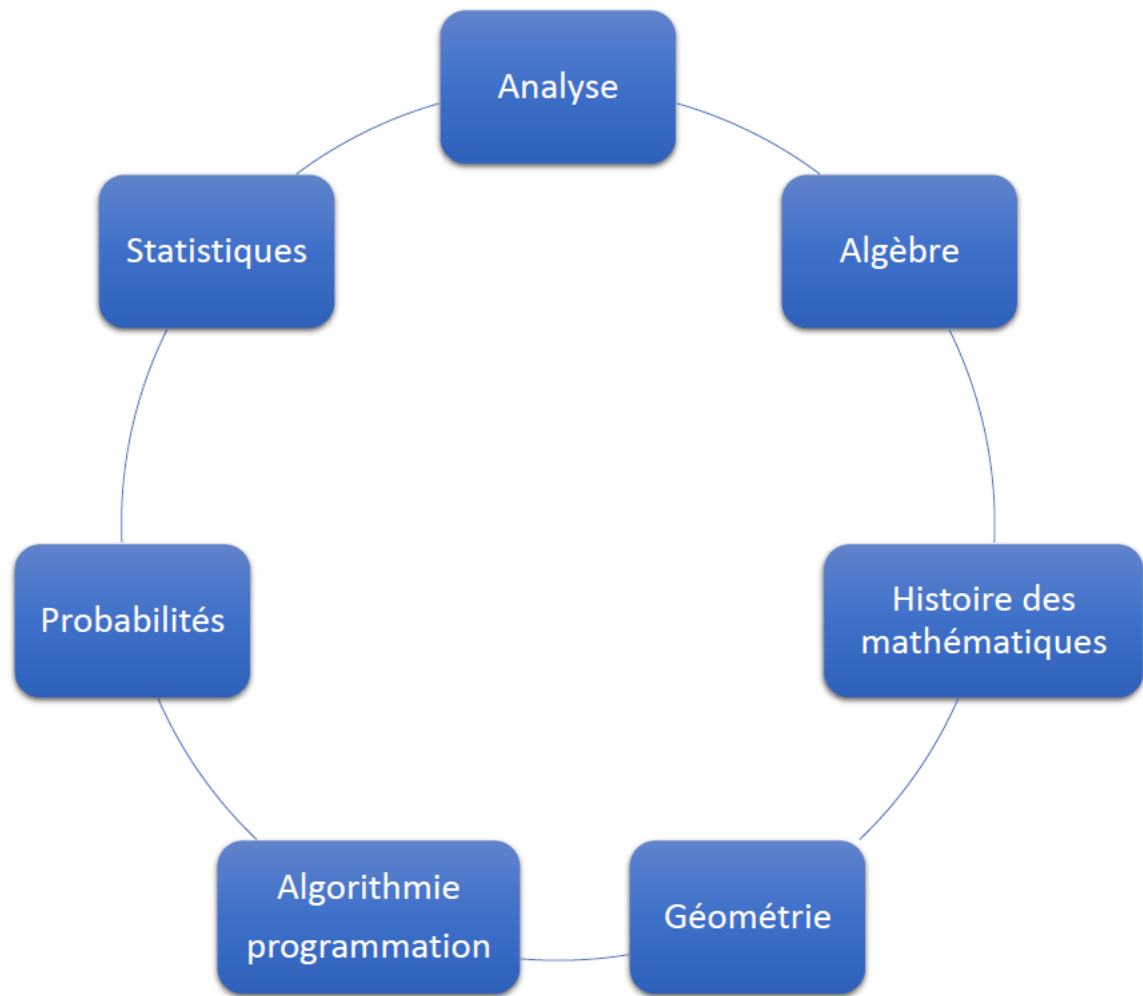 Analyse
Algèbre
Histoire des
mathématiques
Géométrie
Algorithmie
programmation
Probabilités
Statistiques